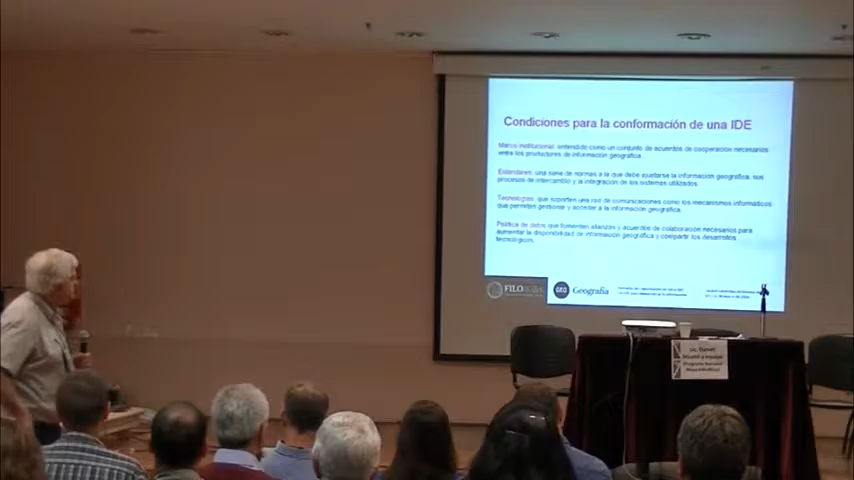 Condiciones para la conformación de una IDE
Marco institucional: entendido como un conjunto de acuerdos de cooperación necesarios
entre los productores de información geográfica.
Estándares: una serie de normas a la que debe ajustarse la información geográfica, sus
procesos de intercambio y la integración de los sistemas utilizados.
Tecnologías: que soporten una red de comunicaciones como los mecanismos informáticos
que permiten gestionar y acceder a la información geográfica.
Política de datos que fomenten alianzas y acuerdos de colaboración necesarios para
aumentar la disponibilidad de información geográfica y compartir los desarrollos
tecnológicos.
FILO:UBA
Geografía
Lic. Daniel